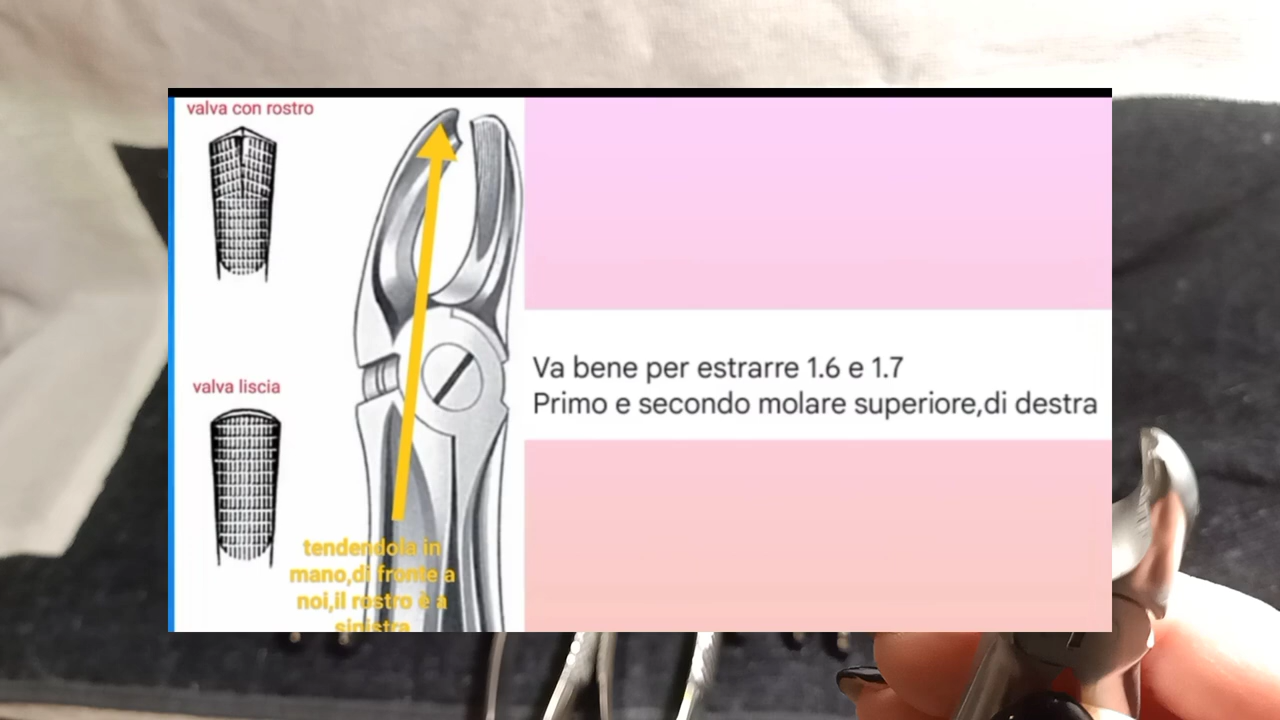 valva con rostro
valva liscia
tendendola in
mano,di fronte a
noi,il rostro è a
sinistra
Va bene per estrarre 1.6 e 1.7
Primo e secondo molare superiore,di destra